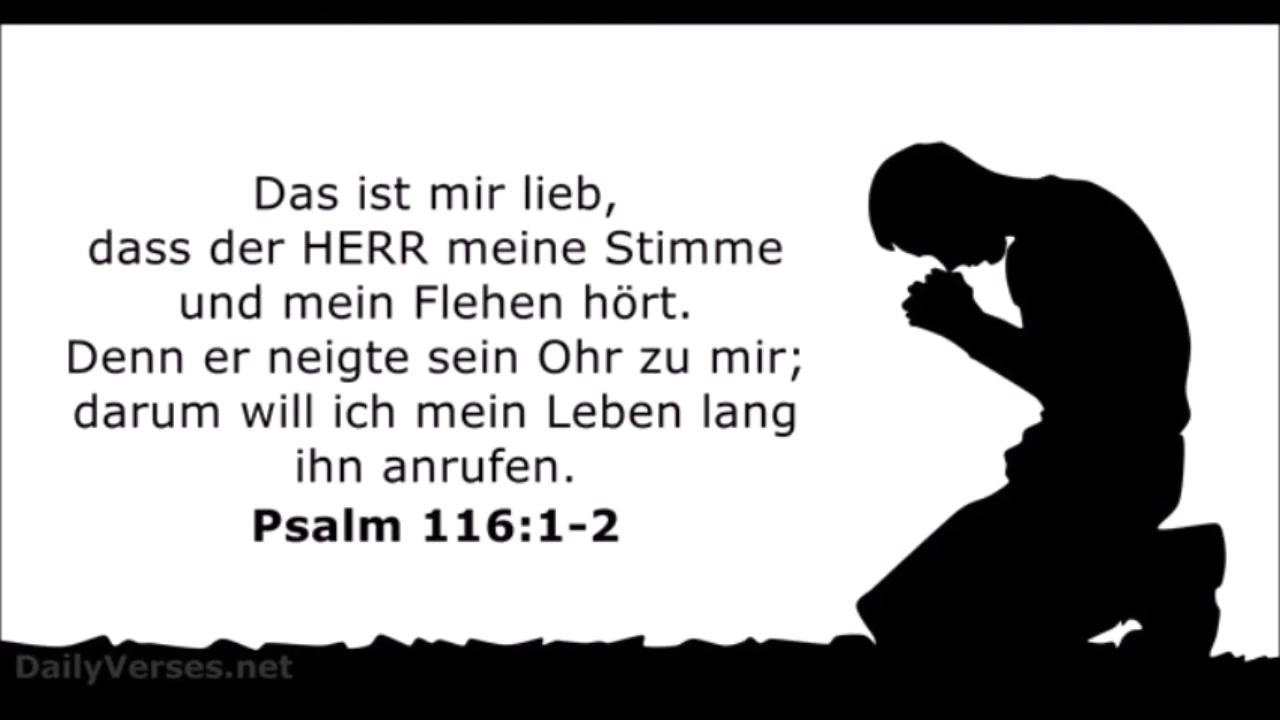 Das ist mir lieb,
dass der HERR meine Stimme
und mein Flehen hört.
Denn er neigte sein Ohr zu mir;
darum will ich mein Leben lang
ihn anrufen.
Psalm 116:1-2
DailyVerses.net